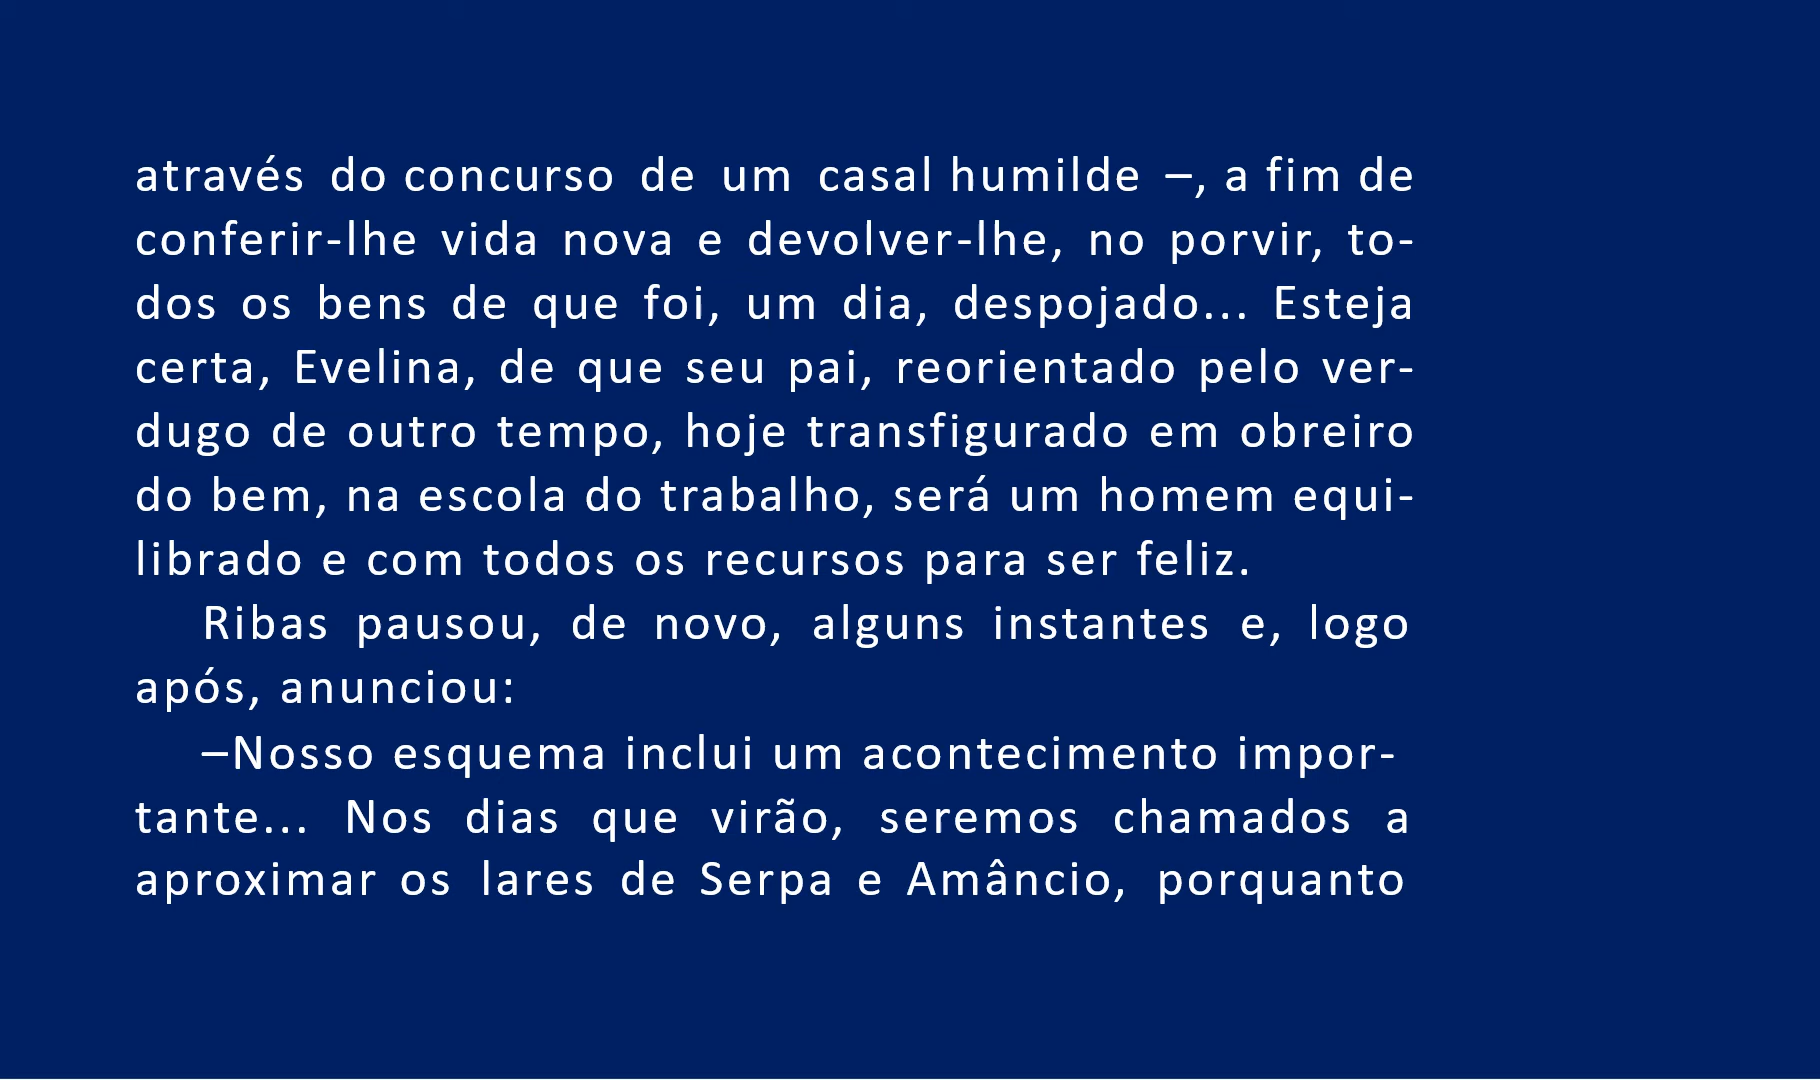 através do concurso de um casal humilde –, a fim de
conferir-lhe vida nova e devolver-lhe, no porvir, to-
dos os bens de que foi, um dia, despojado... Esteja
certa, Evelina, de que seu pai, reorientado pelo ver-
dugo de outro tempo, hoje transfigurado em obreiro
do bem, na escola do trabalho, será um homem equi-
librado e com todos os recursos para ser feliz.
Ribas pausou, de novo, alguns instantes e, logo
após, anunciou:
–Nosso esquema inclui um acontecimento impor-
tante... Nos dias que virão, seremos chamados a
aproximar os lares de Serpa e Amâncio, porquanto